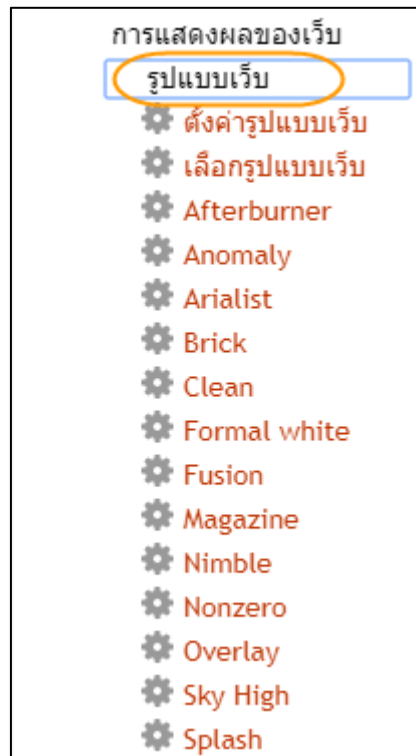 การแสดงผลของเว็บ
รูปแบบเว็บ
ตั้งค่ารูปแบบเว็บ
เลือกรูปแบบเว็บ
Afterburner
Anomaly
Arialist
Brick
Clean
Formal white
Fusion
Magazine
Nimble
Nonzero
Overlay
Sky High
Splash